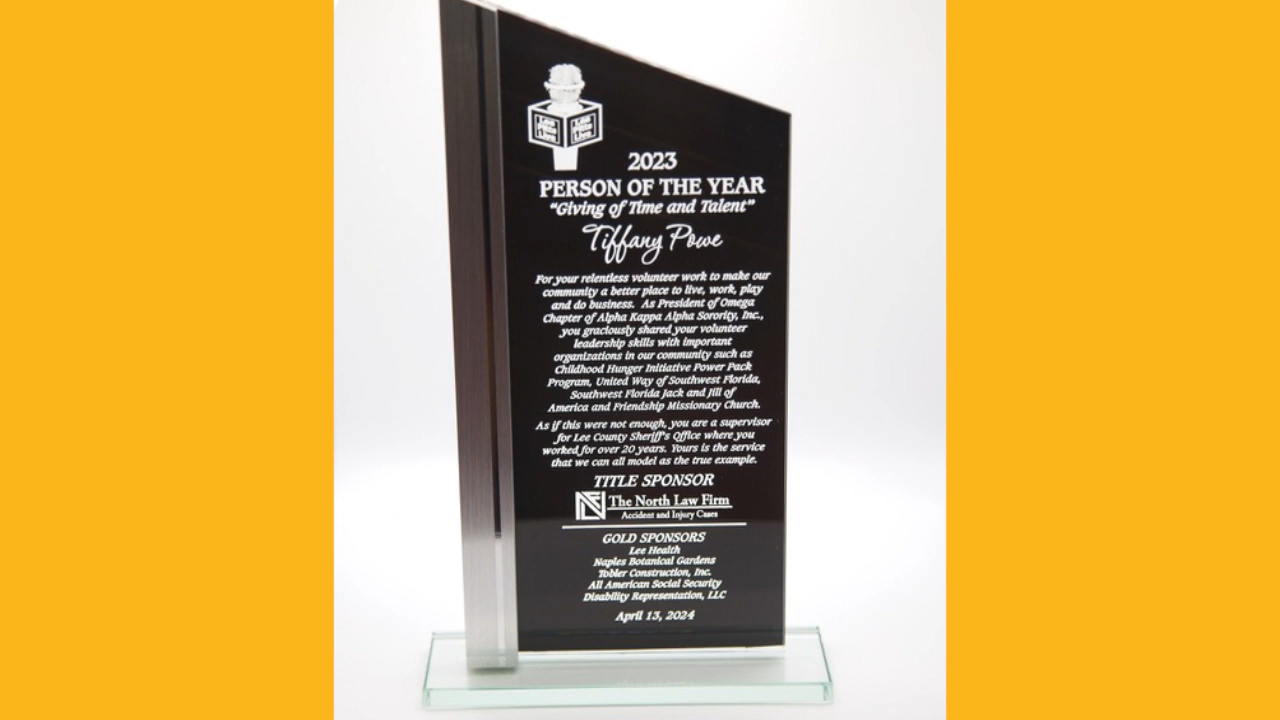 Lee Pitts Live Lee Pitts Live
2023
PERSON OF THE YEAR
“Giving of Time and Talent”
Tiffany Powe
For your relentless volunteer work to make our
community a better place to live, work, play
and do business. As President of Omega
Chapter of Alpha Kappa Alpha Sorority, Inc.,
you graciously shared your volunteer
leadership skills with important
organizations in our community such as
Childhood Hunger Initiative Power Pack
Program, United Way of Southwest Florida,
Southwest Florida Jack and Jill of
America and Friendship Missionary Church.
As if this were not enough, you are a supervisor
for Lee County Sheriff's Office where you
worked for over 20 years. Yours is the service
that we can all model as the true example.
TITLE SPONSOR
The North Law Firm
Accident and Injury Cases
GOLD SPONSORS
Lee Health
Naples Botanical Gardens
Tobler Construction, Inc.
All American Social Security
Disability Representation, LLC
April 13, 2024